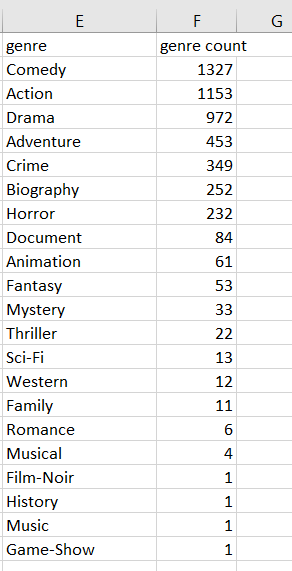 E F G
genre genre count
Comedy 1327
Action 1153
Drama 972
Adventure 453
Crime 349
Biography 252
Horror 232
Document 84
Animation 61
Fantasy 53
Mystery 33
Thriller 22
Sci-Fi 13
Western 12
Family 11
Romance 6
Musical 4
Film-Noir 1
History 1
Music 1
Game-Show 1